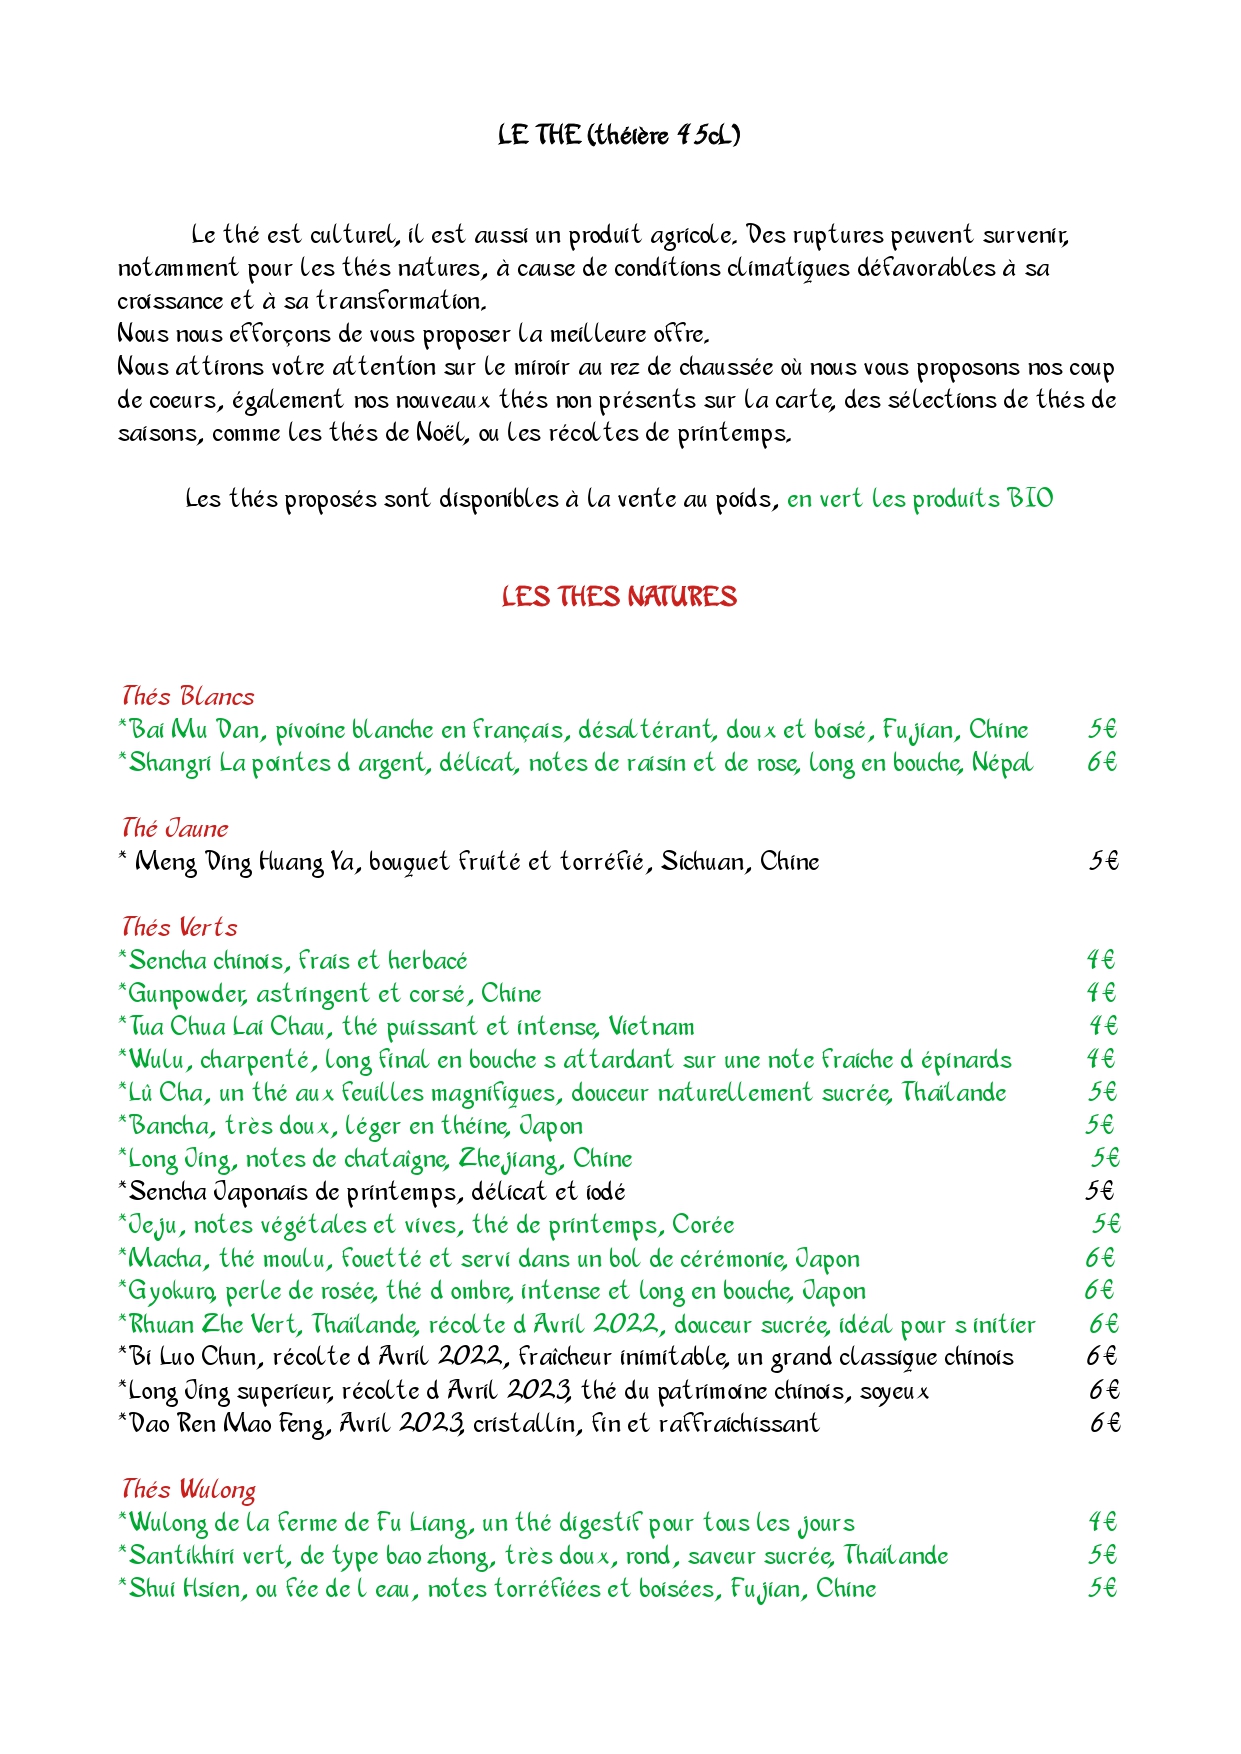 LE THE (théière 45cL)
Le thé est culturel, il est aussi un produit agricole. Des ruptures peuvent survenir,
notamment pour les thés natures, à cause de conditions climatiques défavorables à sa
croissance et à sa transformation.
Nous nous efforçons de vous proposer la meilleure offre.
Nous attirons votre attention sur le miroir au rez de chaussée où nous vous proposons nos coup
de coeurs, également nos nouveaux thés non présents sur la carte, des sélections de thés de
saisons, comme les thés de Noël, ou les récoltes de printemps.
Les thés proposés sont disponibles à la vente au poids, en vert les produits BIO
LES THES NATURES
Thés Blancs
*Bai Mu Dan, pivoine blanche en français, désaltérant, doux et boisé, Fujian, Chine 5€
*Shangri La pointes d argent, délicat, notes de raisin et de rose, long en bouche, Népal 6€
Thé Jaune
* Meng Ding Huang Ya, bouquet fruité et torréfié, Sichuan, Chine 5€
Thés Verts
*Sencha chinois, frais et herbacé 4€
*Gunpowder, astringent et corsé, Chine 4€
*Tua Chua Lai Chau, thé puissant et intense, Vietnam 4€
*Wulu, charpenté, long final en bouche s attardant sur une note fraiche d épinards 4€
*Lû Cha, un thé aux feuilles magnifiques, douceur naturellement sucrée, Thaïlande 5€
*Bancha, très doux, léger en théine, Japon 5€
*Long Jing, notes de chataîgne, Zhejiang, Chine 5€
*Sencha Japonais de printemps, délicat et iodé 5€
*Jeju, notes végétales et vives, thé de printemps, Corée 5€
*Macha, thé moulu, fouetté et servi dans un bol de cérémonie, Japon 6€
*Gyokuro, perle de rosée, thé d ombre, intense et long en bouche, Japon 6€
*Rhuan Zhe Vert, Thaïlande, récolte d Avril 2022, douceur sucrée, idéal pour s initier 6€
*Bi Luo Chun, récolte d Avril 2022, fraîcheur inimitable, un grand classique chinois 6€
*Long Jing superieur, récolte d Avril 2023, thé du patrimoine chinois, soyeux 6€
*Dao Ren Mao Feng, Avril 2023, cristallin, fin et raffraichissant 6€
Thés Wulong
*Wulong de la ferme de Fu Liang, un thé digestif pour tous les jours 4€
*Santikhiri vert, de type bao zhong, très doux, rond, saveur sucrée, Thaïlande 5€
*Shui Hsien, ou fée de l eau, notes torréfiées et boisées, Fujian, Chine 5€